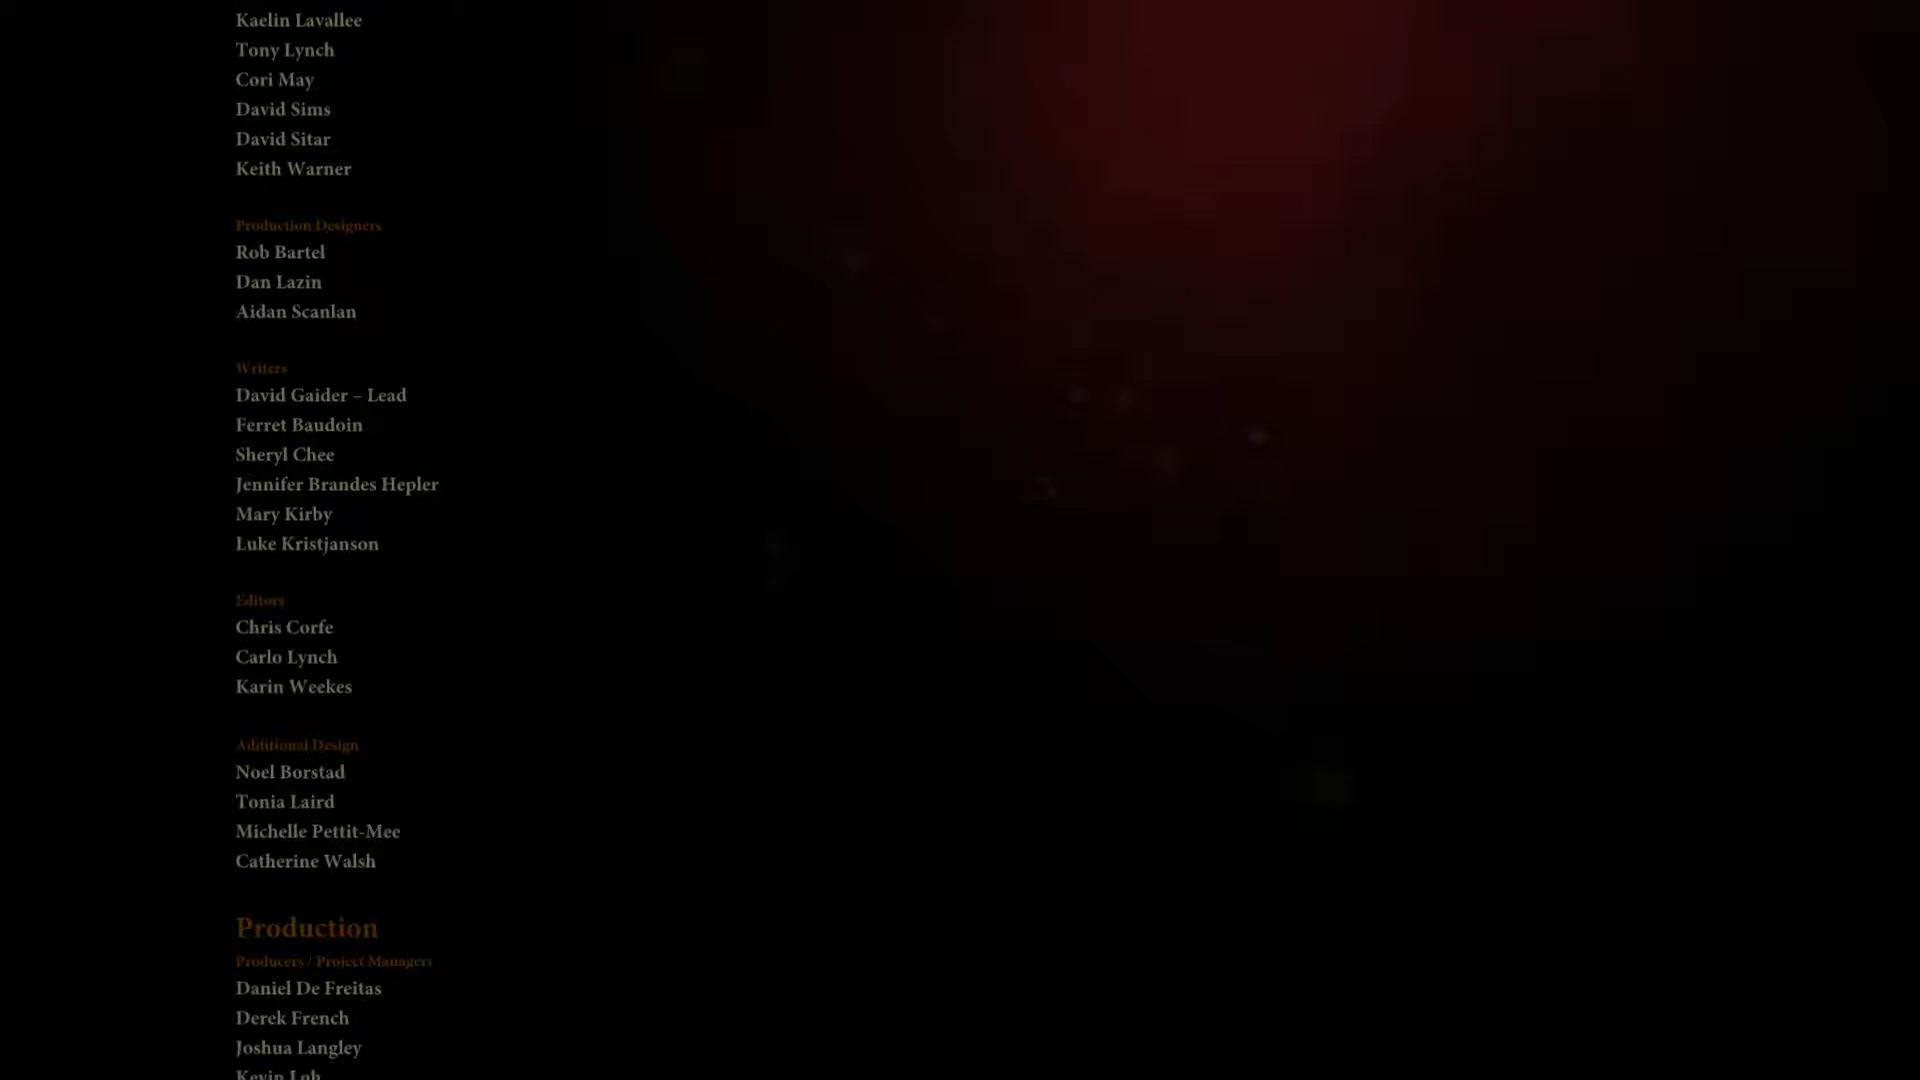 Kaelin Lavallee
Tony Lynch
Cori May
David Sims
David Sitar
Keith Warner
Production Designers
Rob Bartel
Dan Lazin
Aidan Scanlan
Writers
David Gaider – Lead
Ferret Baudoin
Sheryl Chee
Jennifer Brandes Hepler
Mary Kirby
Luke Kristjanson
Editors
Chris Corfe
Carlo Lynch
Karin Weekes
Additional Design
Noel Borstad
Tonia Laird
Michelle Pettit-Mee
Catherine Walsh
Production
Producers / Project Managers
Daniel De Freitas
Derek French
Joshua Langley
Kevin Loh